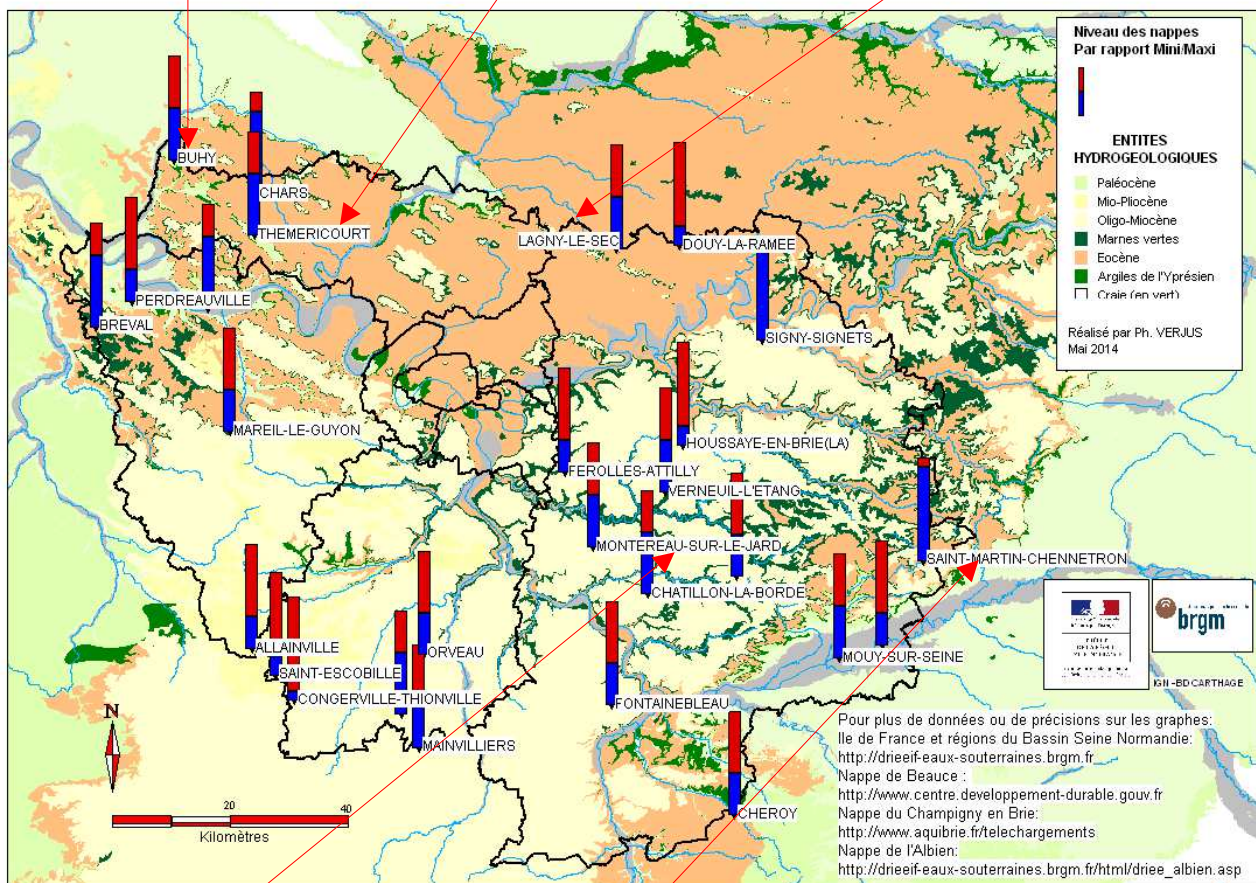 Niveau des nappes
Par rapport Mini/Maxi
ENTITES
HYDROGEOLOGIQUES
Paléocène
Mio-Pliocène
Oligo-Miocène
Marnes vertes
Eocène
Argiles de l'Yprésien
Craie (en vert)
Réalisé par Ph. VERJUS
Mai 2014
BUHY
CHARS
THEMERICOURT
LAGNY-LE-SEC
DOUY-LA-RAMEE
PERDREAUVILLE
BREVAL
SIGNY-SIGNETS
MAREIL-LE-GUYON
HOUSSAYE-EN-BRIE(LA)
FEROLLES-ATTILLY
VERNEUIL-L'ETANG
MONTEREAU-SUR-LE-JARD
SAINT-MARTIN-CHENNETRON
CHATILLON-LA-BORDE
ALLAINVILLE
ORVEAU
MOUY-SUR-SEINE
SAINT-ESCOBILLE
CONGERVILLE-THIONVILLE
FONTAINEBLEAU
MAINVILLIERS
CHEROY
brgm
IGN -BD CARTHAGE
N
20
40
Kilomètres
Pour plus de données ou de précisions sur les graphes:
Ile de France et régions du Bassin Seine Normandie:
http://drieeif-eaux-souterraines.brgm.fr
Nappe de Beauce :
http://www.centre.developpement-durable.gouv.fr
Nappe du Champigny en Brie:
http://www.aquibrie.fr/telechargements
Nappe de l'Albien:
http://drieeif-eaux-souterraines.brgm.fr/html/driee_albien.asp